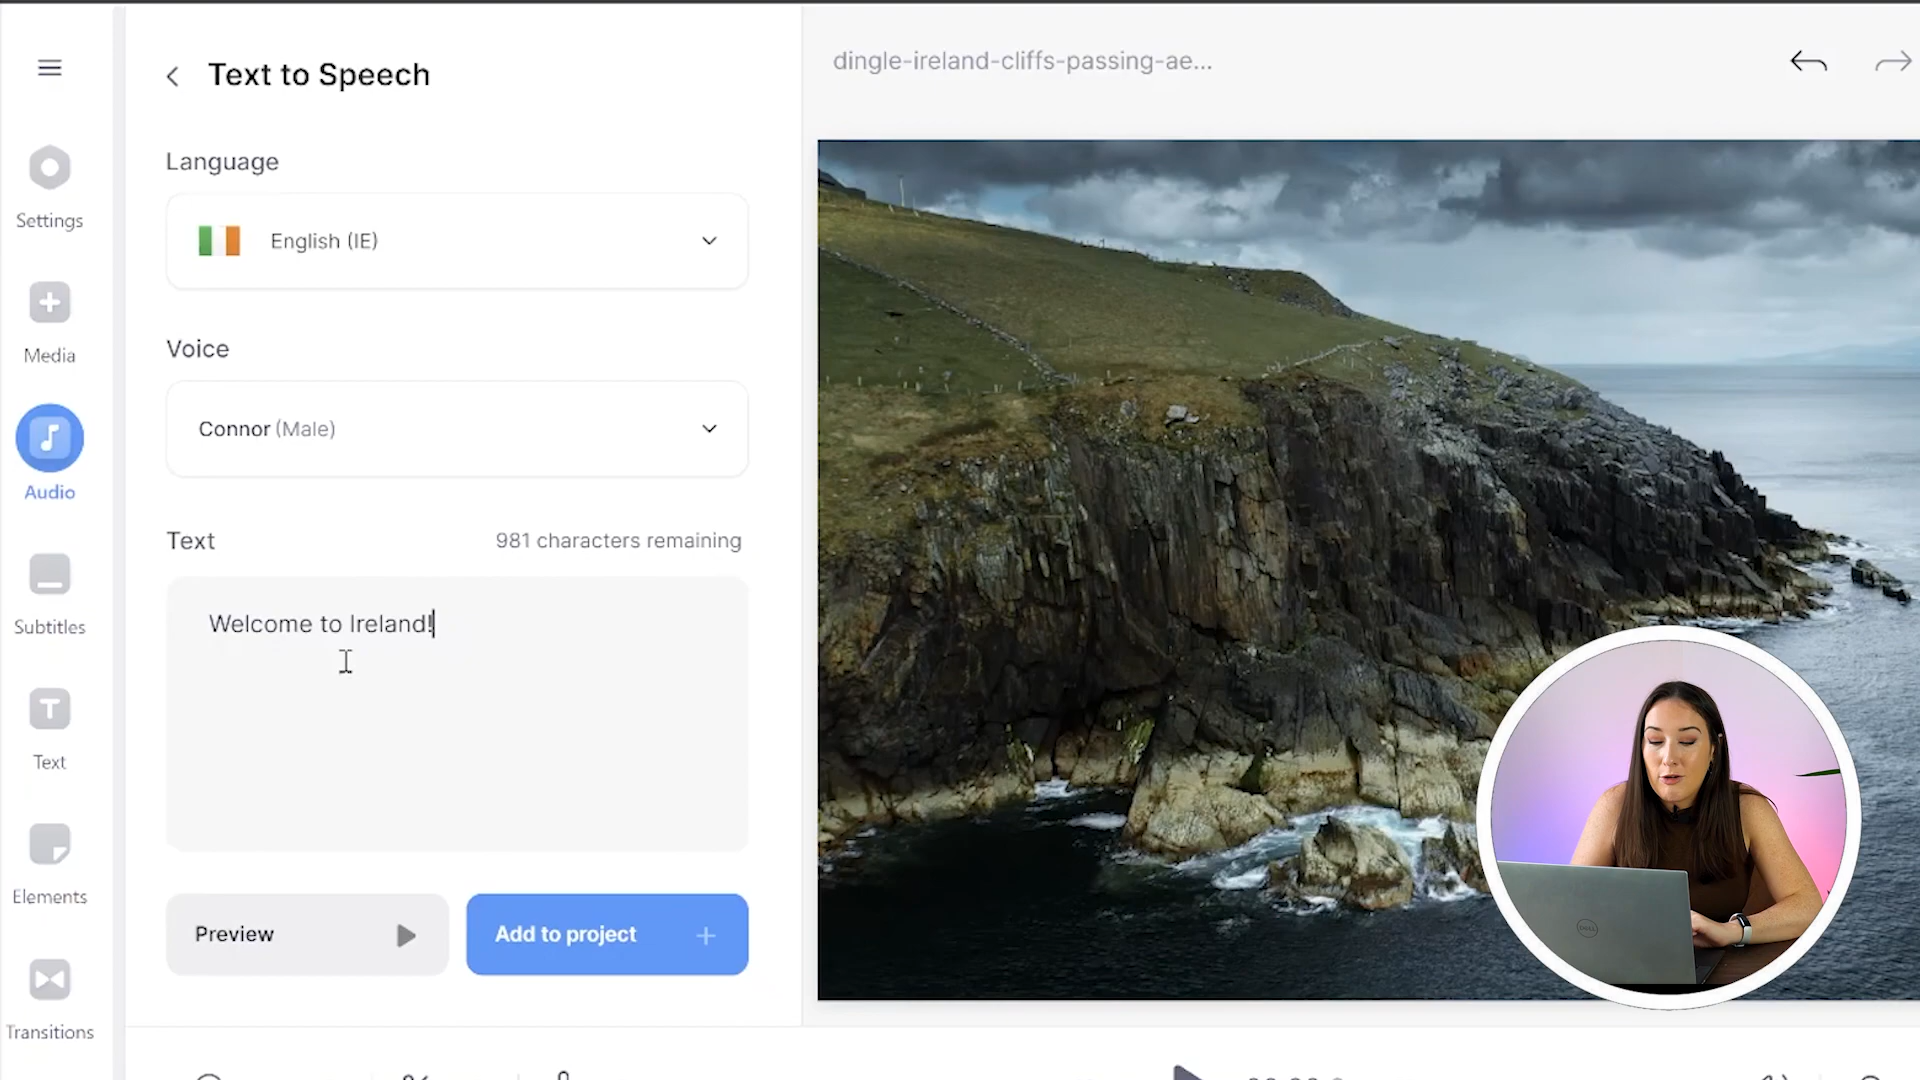 Text to Speech
dingle-ireland-cliffs-passing-ae...
Settings
Media
Audio
Subtitles
Text
Elements
Transitions
Language
English (IE)
Voice
Connor (Male)
Text
981 characters remaining
Welcome to Ireland!
Preview
Add to project
DELL